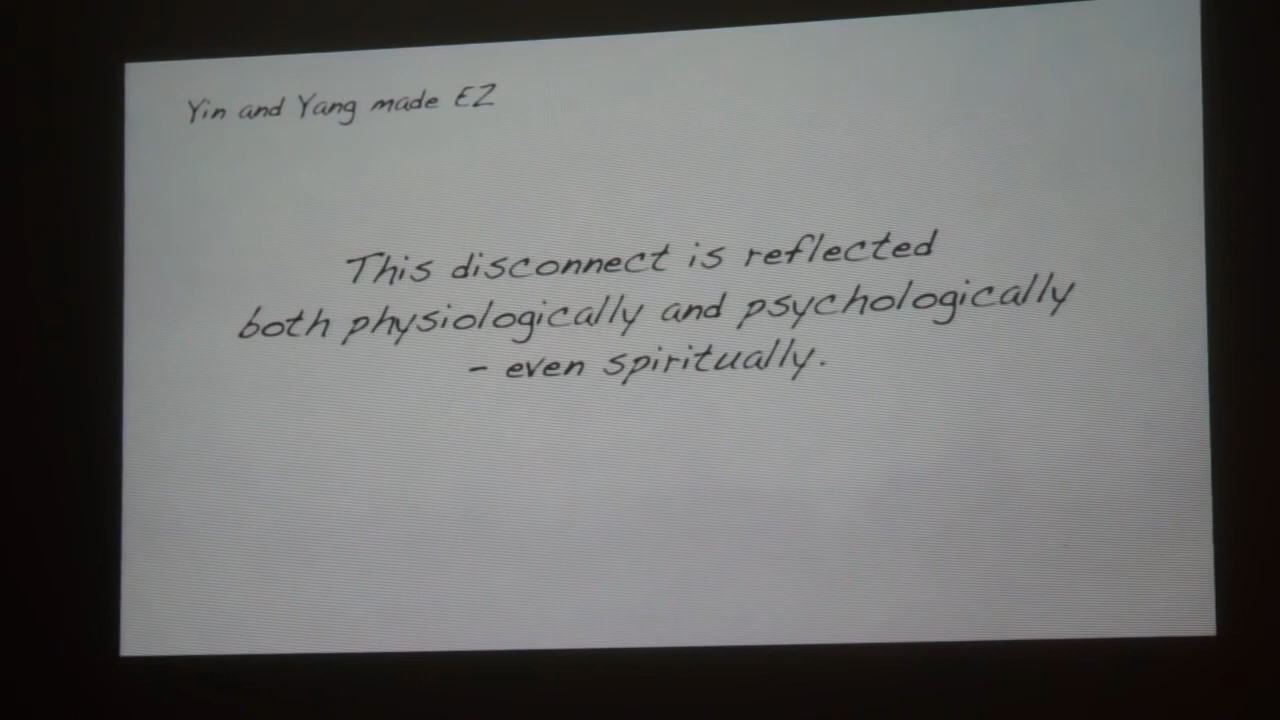 Yin and Yang made EZ
This disconnect is reflected
both physiologically and psychologically
- even spiritually.